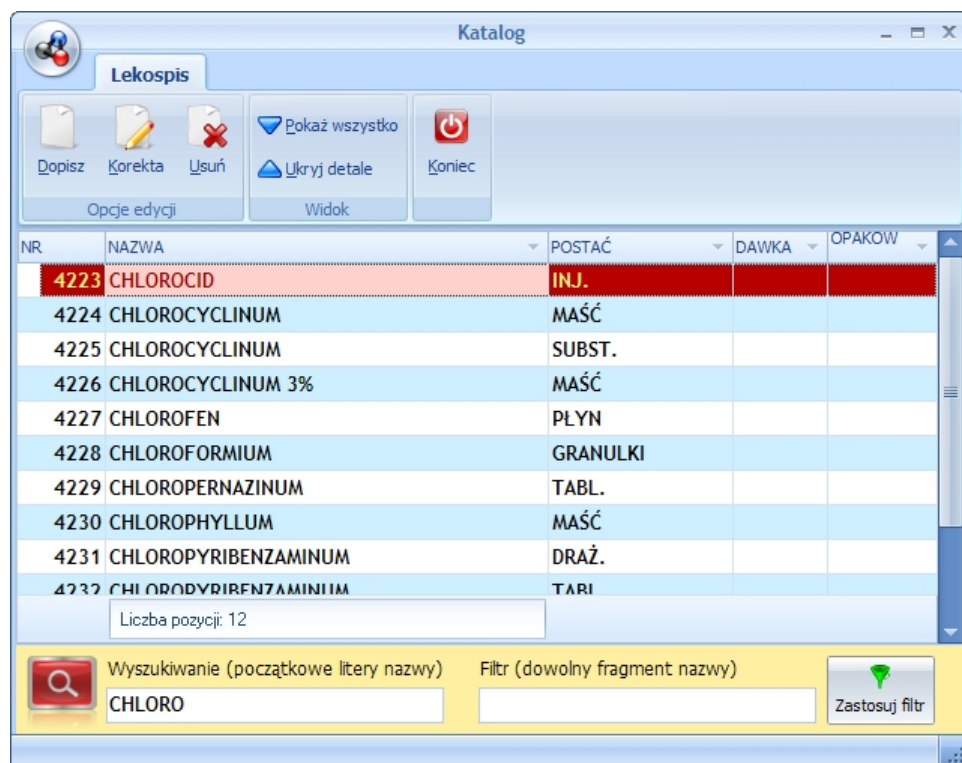 Katalog
Lekospis
Dopisz Korekta Usuń
Pokaż wszystko
Ukryj detale
Koniec
Opcje edycji Widok
NR NAZWA POSTAĆ DAWKA OPAKOW
4223 CHLOROCID INJ.
4224 CHLOROCYCLINUM MAŚĆ
4225 CHLOROCYCLINUM SUBST.
4226 CHLOROCYCLINUM 3% MAŚĆ
4227 CHLOROFEN PŁYN
4228 CHLOROFORMIUM GRANULKI
4229 CHLOROPERNAZINUM TABL.
4230 CHLOROPHYLLUM MAŚĆ
4231 CHLOROPYRIBENZAMINUM DRAŻ.
4232 CHLOROPYRIBENZAMINUM TABL
Liczba pozycji: 12
Wyszukiwanie (początkowe litery nazwy) Filtr (dowolny fragment nazwy)
CHLORO
Zastosuj filtr